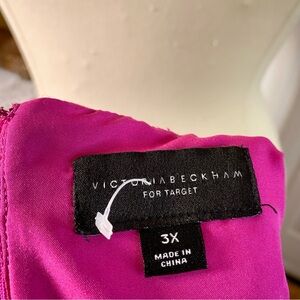 VICTORIABECKHAM
FOR TARGET
3X
MADE IN
CHINA